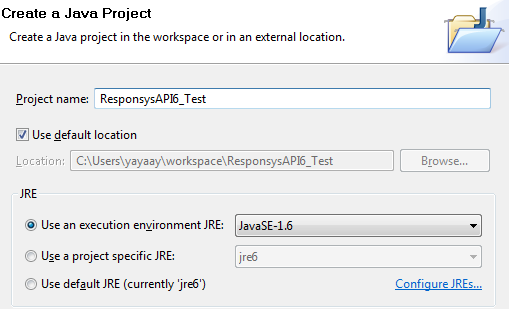 Create a Java Project
Create a Java project in the workspace or in an external location.
Project name: ResponsysAPI6_Test
Use default location
Location: C:\Users\yayaay\workspace\ResponsysAPI6_Test Browse...
JRE
Use an execution environment JRE: JavaSE-1.6
Use a project specific JRE: jre6
Use default JRE (currently 'jre6') Configure JREs...